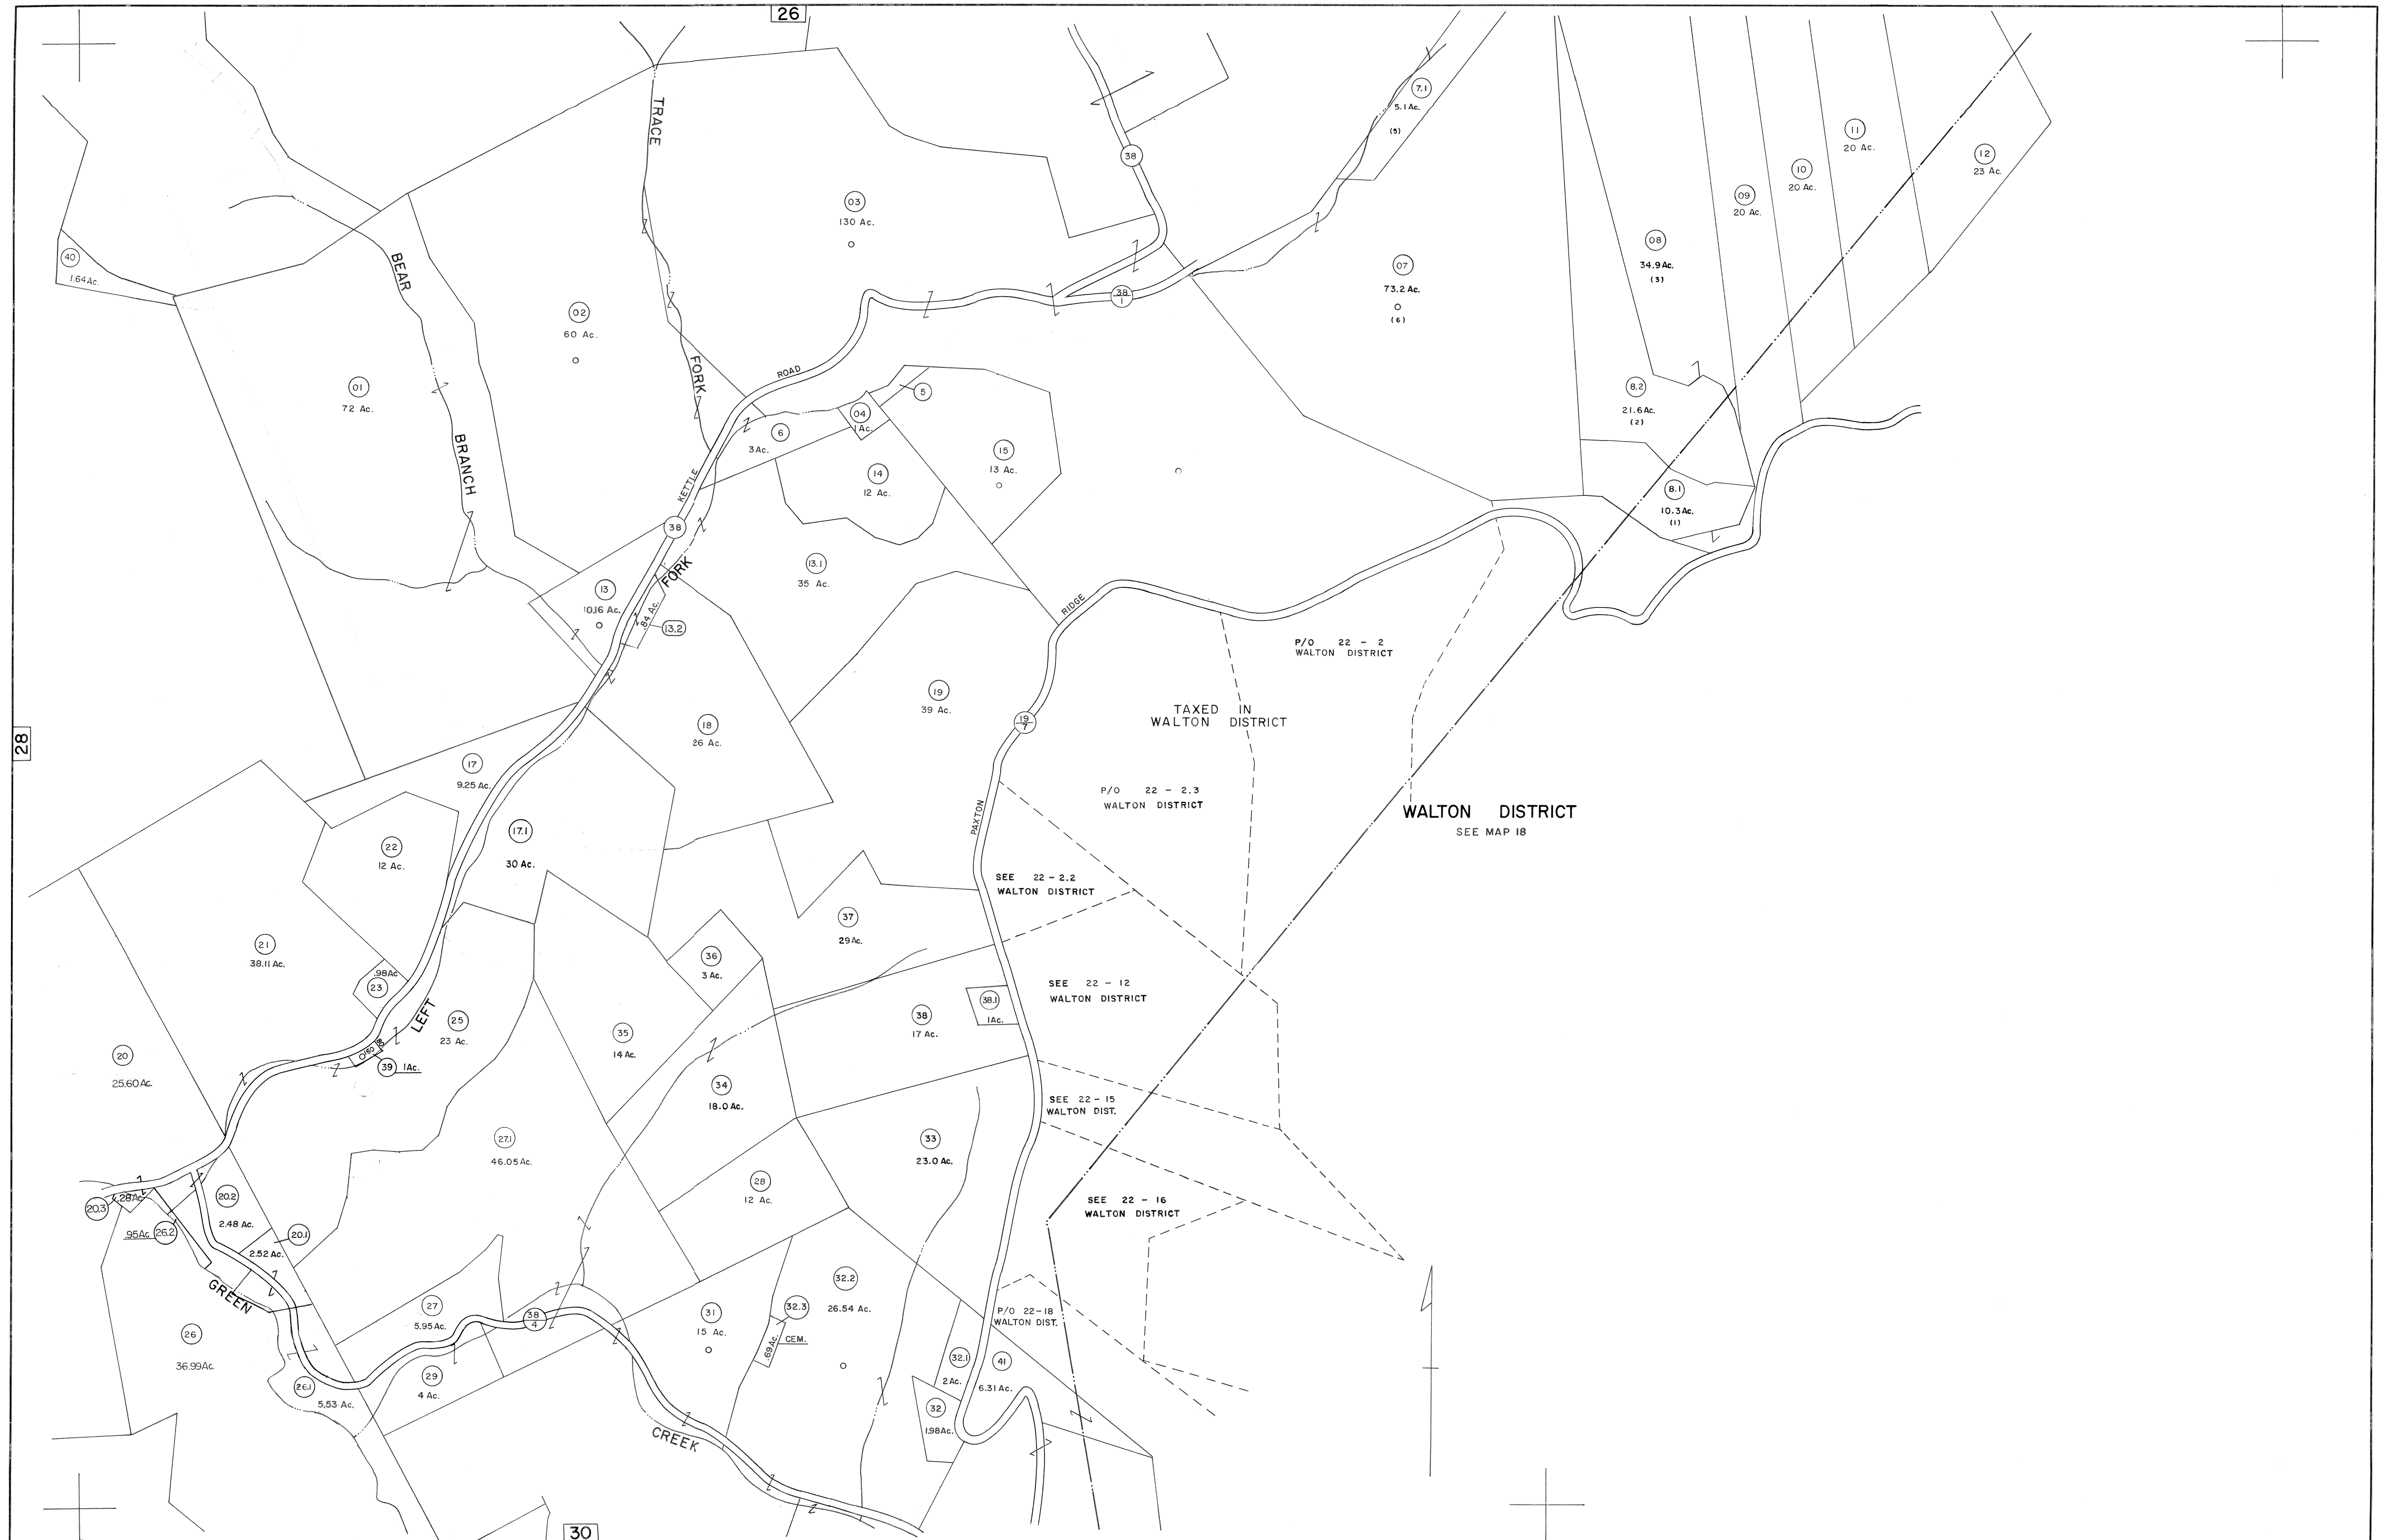 26
TRACE
FORK
38
7.1
5.1 Ac.
(5)
11
20 Ac.
12
23 Ac.
10
20 Ac.
09
20 Ac.
03
130 Ac.
40
1.64 Ac.
BEAR
BRANCH
08
34.9 Ac.
(3)
07
73.2 Ac.
(6)
38
1
02
60 Ac.
01
72 Ac.
ROAD
KETTLE
5
04
1 Ac.
6
3 Ac.
8.2
21.6 Ac.
(2)
15
13 Ac.
14
12 Ac.
8.1
10.3 Ac.
(1)
38
FORK
13.1
35 Ac.
13
10.16 Ac.
.84 Ac.
13.2
RIDGE
P/O 22 - 2
WALTON DISTRICT
19
39 Ac.
19
7
TAXED IN
WALTON DISTRICT
18
26 Ac.
28
17
9.25 Ac.
P/O 22 - 2.3
WALTON DISTRICT
WALTON DISTRICT
SEE MAP 18
PAXTON
17.1
30 Ac.
22
12 Ac.
SEE 22 - 2.2
WALTON DISTRICT
37
29 Ac.
21
38.11 Ac.
36
3 Ac.
.98Ac
23
SEE 22 - 12
WALTON DISTRICT
38.1
1Ac.
LEFT
25
23 Ac.
38
17 Ac.
35
14 Ac.
20
25.60 Ac.
39
1Ac.
34
18.0 Ac.
SEE 22 - 15
WALTON DIST.
27.1
46.05 Ac.
33
23.0 Ac.
28
12 Ac.
SEE 22 - 16
WALTON DISTRICT
20.3
.28Ac
20.2
2.48 Ac.
.95Ac
26.2
20.1
2.52 Ac.
GREEN
32.2
26.54 Ac.
27
5.95 Ac.
38
4
31
15 Ac.
32.3
CEM.
.69Ac.
P/O 22-18
WALTON DIST.
26
36.99Ac.
32.1
2Ac.
41
6.31 Ac.
29
4 Ac.
26.1
5.53 Ac.
32
1.98Ac.
CREEK
30